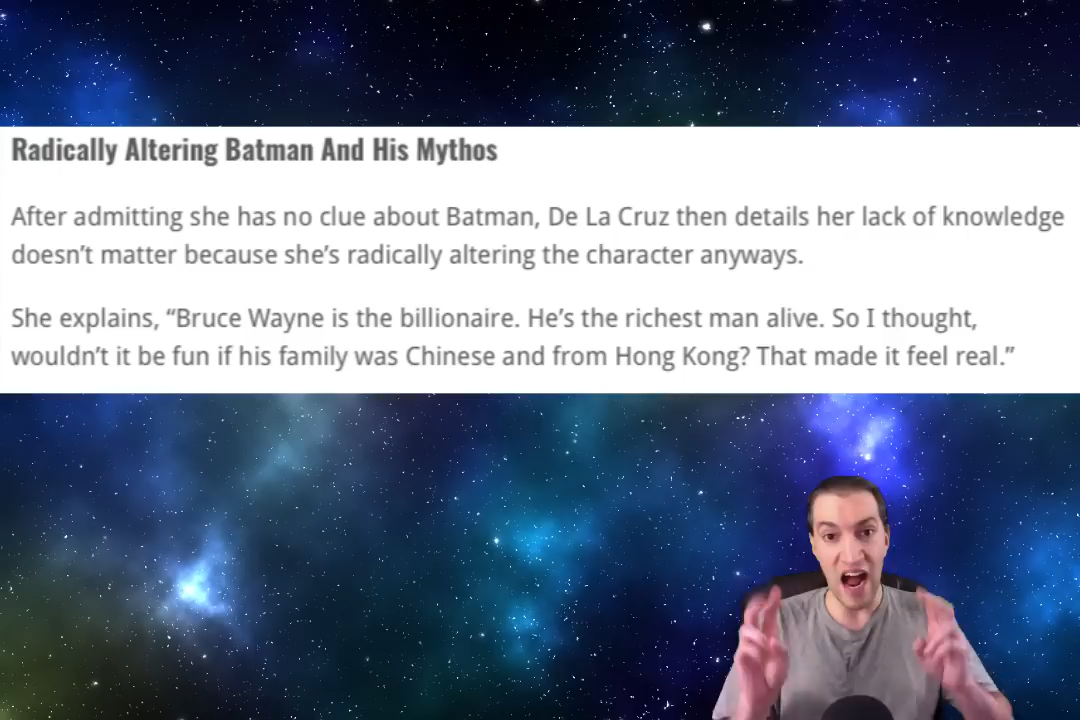 Radically Altering Batman And His Mythos
After admitting she has no clue about Batman, De La Cruz then details her lack of knowledge
doesn’t matter because she’s radically altering the character anyways.
She explains, “Bruce Wayne is the billionaire. He’s the richest man alive. So I thought,
wouldn’t it be fun if his family was Chinese and from Hong Kong? That made it feel real.”